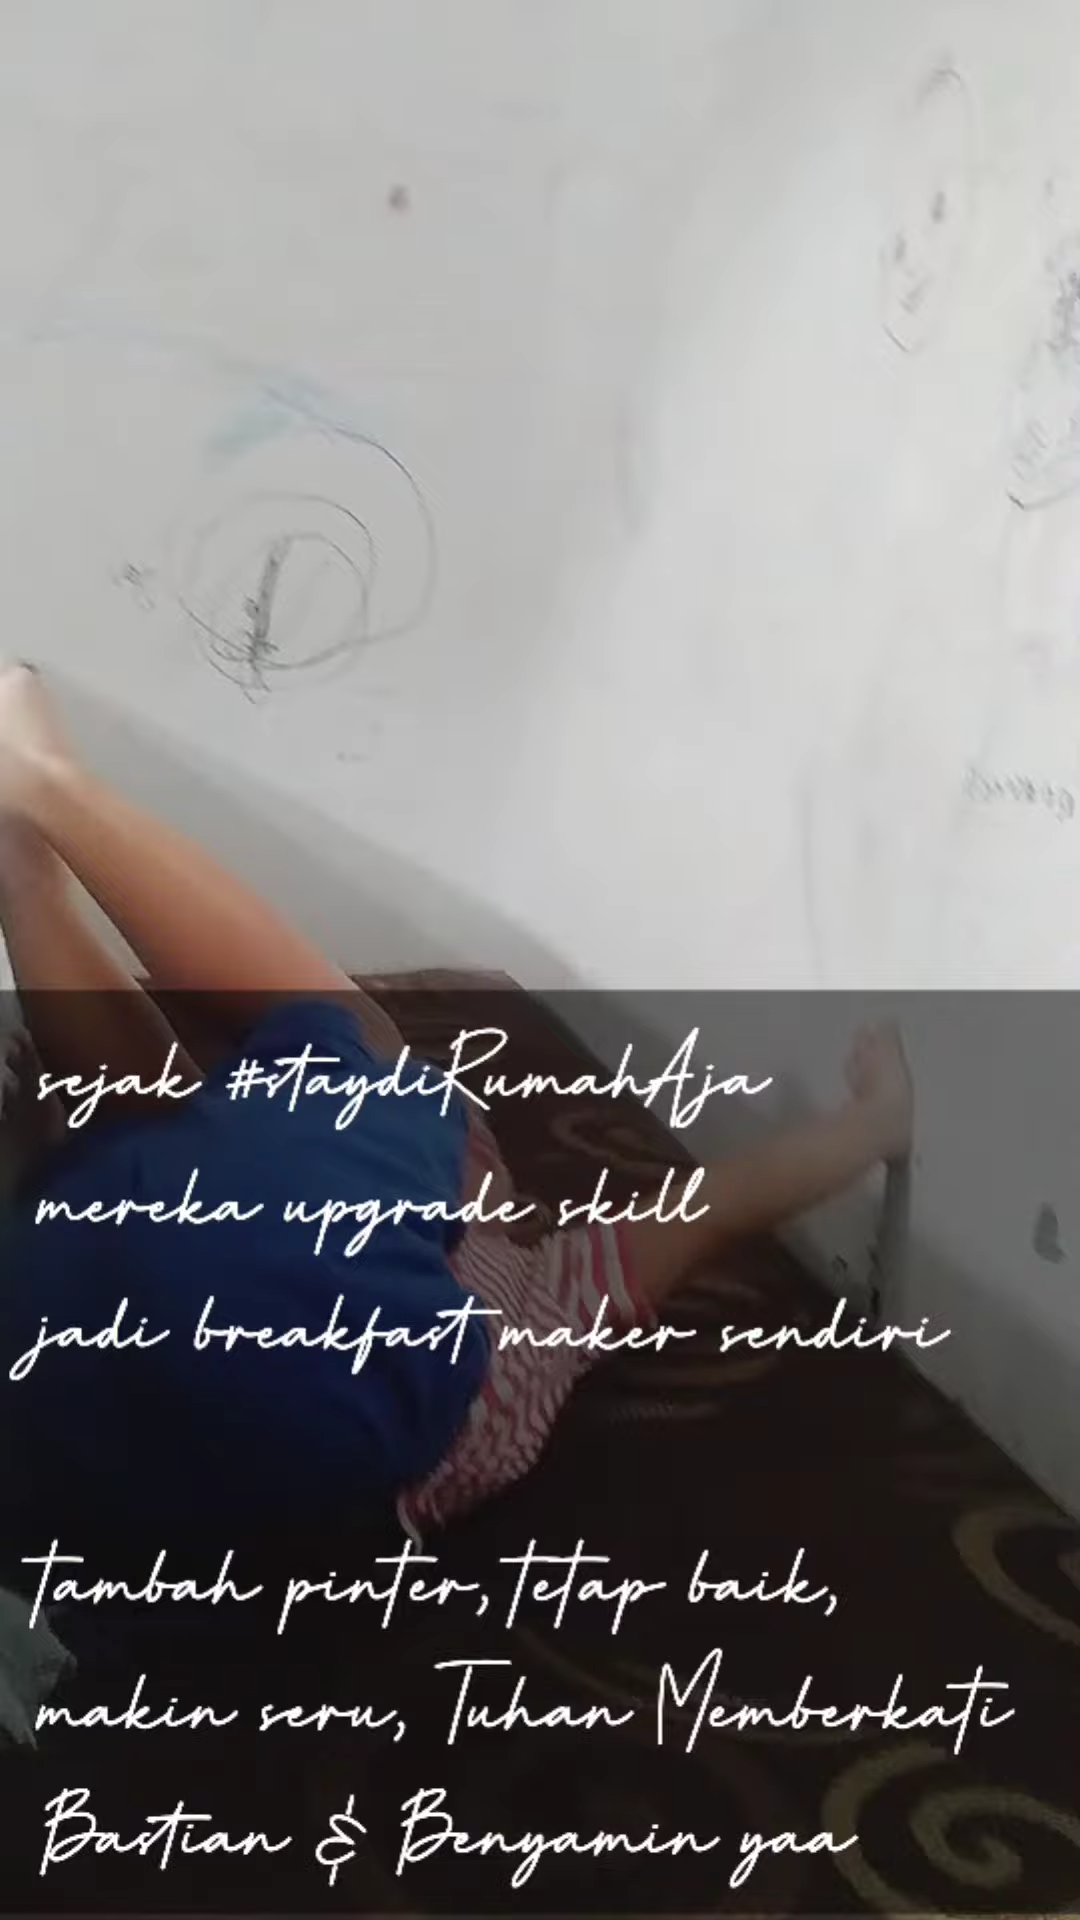 sejak #staydiRumahAja
mereka upgrade skill
jadi breakfast maker sendiri
tambah pinter, tetap baik,
makin seru, Tuhan Memberkati
Bastian & Benyamin yaa